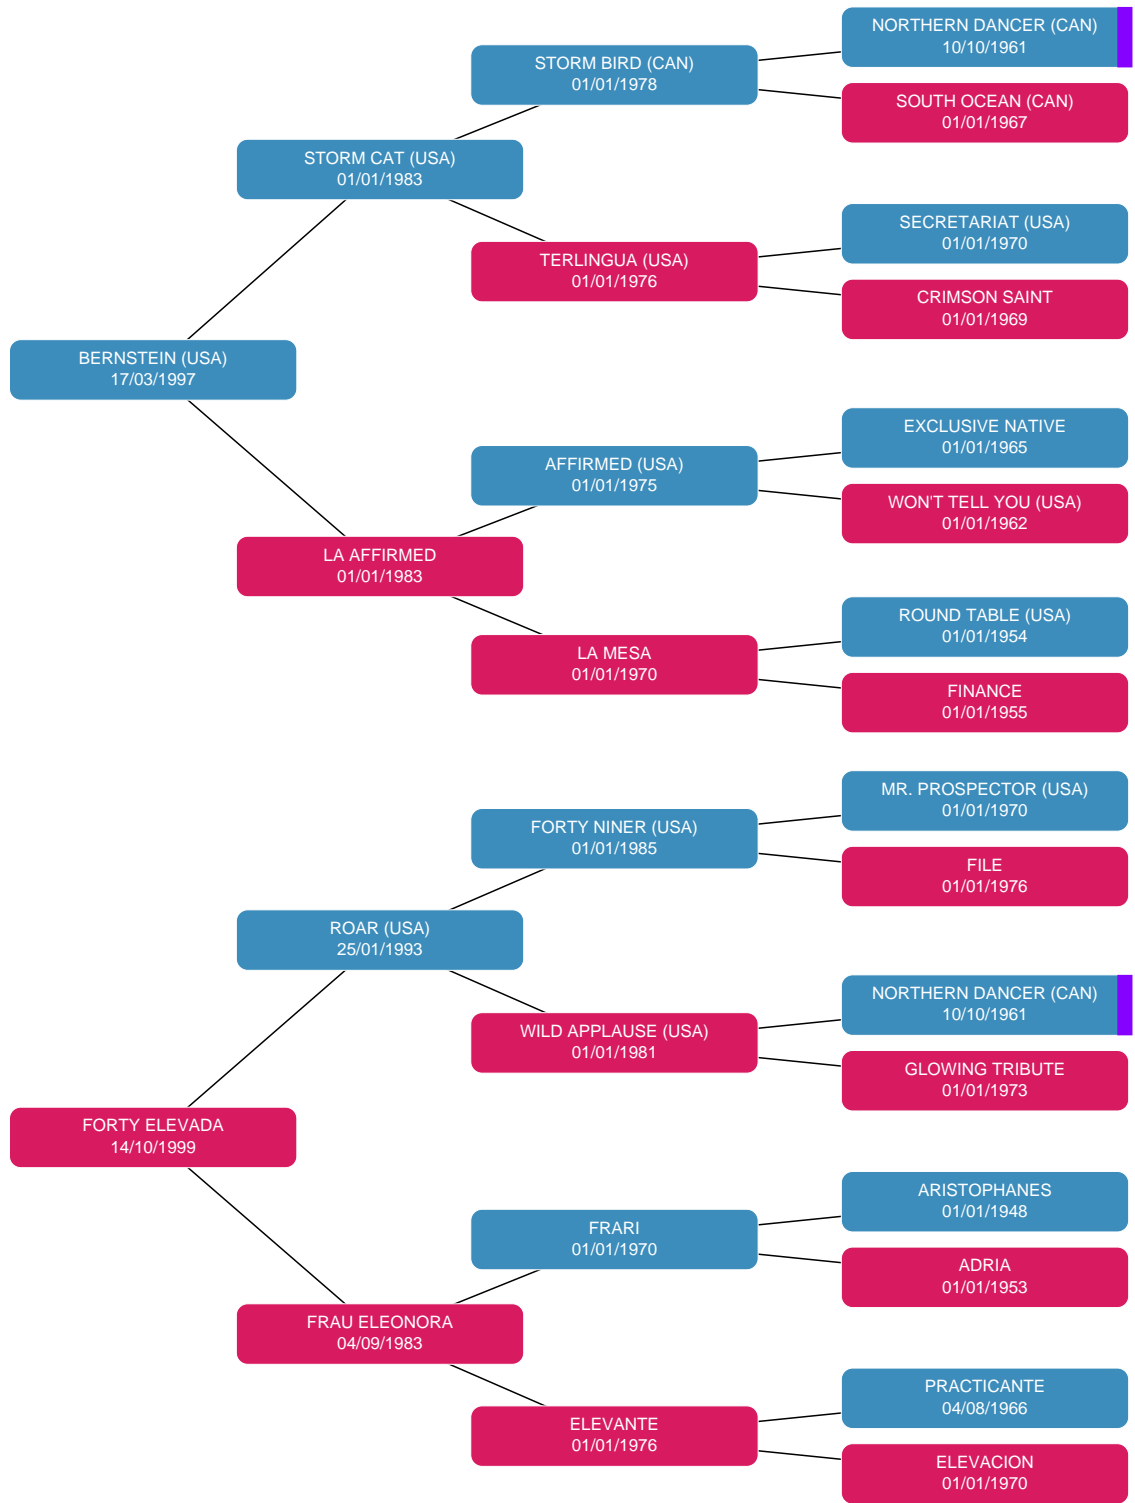 NORTHERN DANCER (CAN)
10/10/1961
STORM BIRD (CAN)
01/01/1978
SOUTH OCEAN (CAN)
01/01/1967
STORM CAT (USA)
01/01/1983
SECRETARIAT (USA)
01/01/1970
TERLINGUA (USA)
01/01/1976
CRIMSON SAINT
01/01/1969
BERNSTEIN (USA)
17/03/1997
EXCLUSIVE NATIVE
01/01/1965
AFFIRMED (USA)
01/01/1975
WON'T TELL YOU (USA)
01/01/1962
LA AFFIRMED
01/01/1983
ROUND TABLE (USA)
01/01/1954
LA MESA
01/01/1970
FINANCE
01/01/1955
MR. PROSPECTOR (USA)
01/01/1970
FORTY NINER (USA)
01/01/1985
FILE
01/01/1976
ROAR (USA)
25/01/1993
NORTHERN DANCER (CAN)
10/10/1961
WILD APPLAUSE (USA)
01/01/1981
GLOWING TRIBUTE
01/01/1973
FORTY ELEVADA
14/10/1999
ARISTOPHANES
01/01/1948
FRARI
01/01/1970
ADRIA
01/01/1953
FRAU ELEONORA
04/09/1983
PRACTICANTE
04/08/1966
ELEVANTE
01/01/1976
ELEVACION
01/01/1970